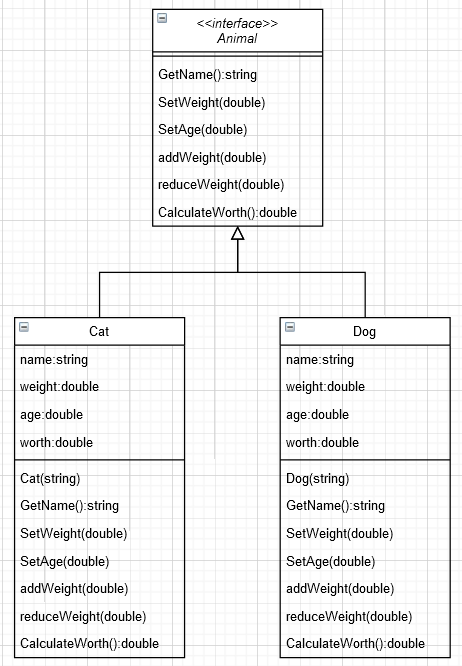 <<interface>>
Animal
GetName():string
SetWeight(double)
SetAge(double)
addWeight(double)
reduceWeight(double)
CalculateWorth():double
Cat
name:string
weight:double
age:double
worth:double
Cat(string)
GetName():string
SetWeight(double)
SetAge(double)
addWeight(double)
reduceWeight(double)
CalculateWorth():double
Dog
name:string
weight:double
age:double
worth:double
Dog(string)
GetName():string
SetWeight(double)
SetAge(double)
addWeight(double)
reduceWeight(double)
CalculateWorth():double